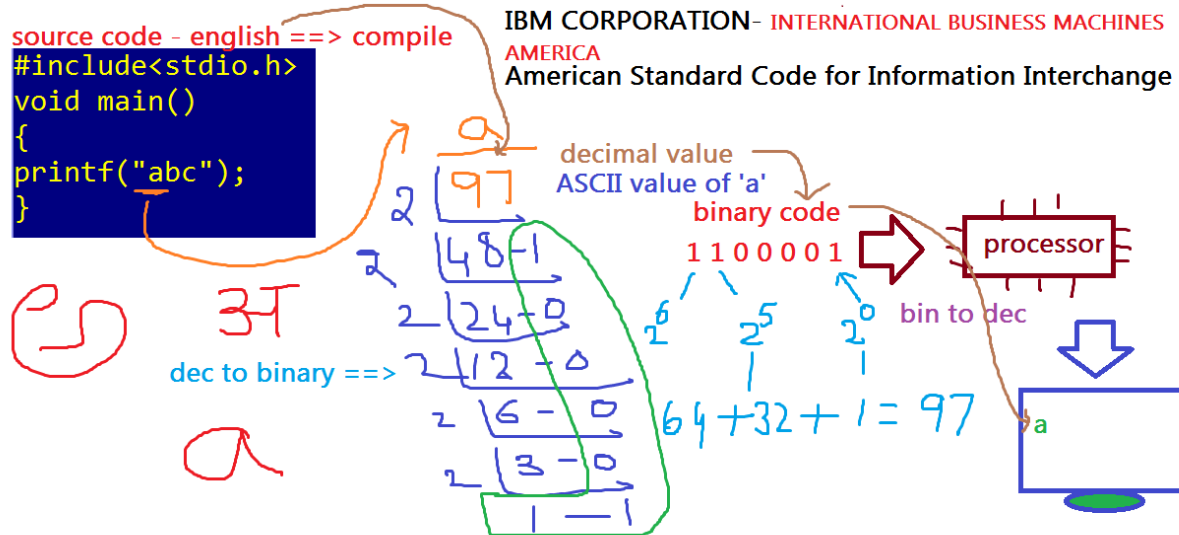 source code - english ==> compile
#include<stdio.h>
void main()
{
printf("abc");
}
IBM CORPORATION- INTERNATIONAL BUSINESS MACHINES
AMERICA
American Standard Code for Information Interchange
a
2 97
2 48 - 1
2 24 - 0
2 12 - 0
2 6 - 0
2 3 - 0
1 - 1
decimal value
ASCII value of 'a'
binary code
1 1 0 0 0 0 1
processor
bin to dec
2^6 2^5 2^0
64 + 32 + 1 = 97
a
అ
अ
dec to binary ==>
a